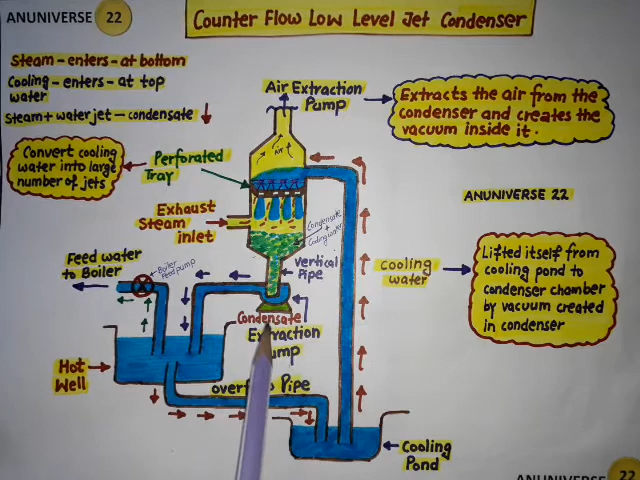 ANUNIVERSE 22
Counter Flow Low Level Jet Condenser
Steam - enters - at bottom
Cooling - enters - at top
water
Steam + water jet - condensate
Air Extraction
Pump
Extracts the air from the
condenser and creates the
vacuum inside it.
Convert cooling
water into large
number of jets
Perforated
Tray
Air
ANUNIVERSE 22
Exhaust
Steam
inlet
Condensate
+
Cooling water
Feed water
to Boiler
Boiler
Feed pump
Vertical
Pipe
cooling
water
Lifted itself from
cooling pond to
condenser chamber
by vacuum created
in condenser
Condensate
Extraction
Pump
Hot
Well
overflow Pipe
Cooling
Pond
ANUNIVERSE 22